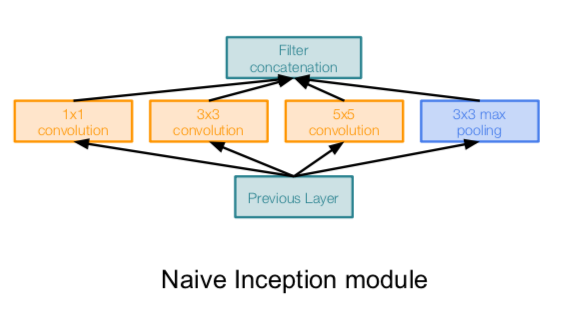 Filter
concatenation
1x1
convolution
3x3
convolution
5x5
convolution
3x3 max
pooling
Previous Layer
Naive Inception module